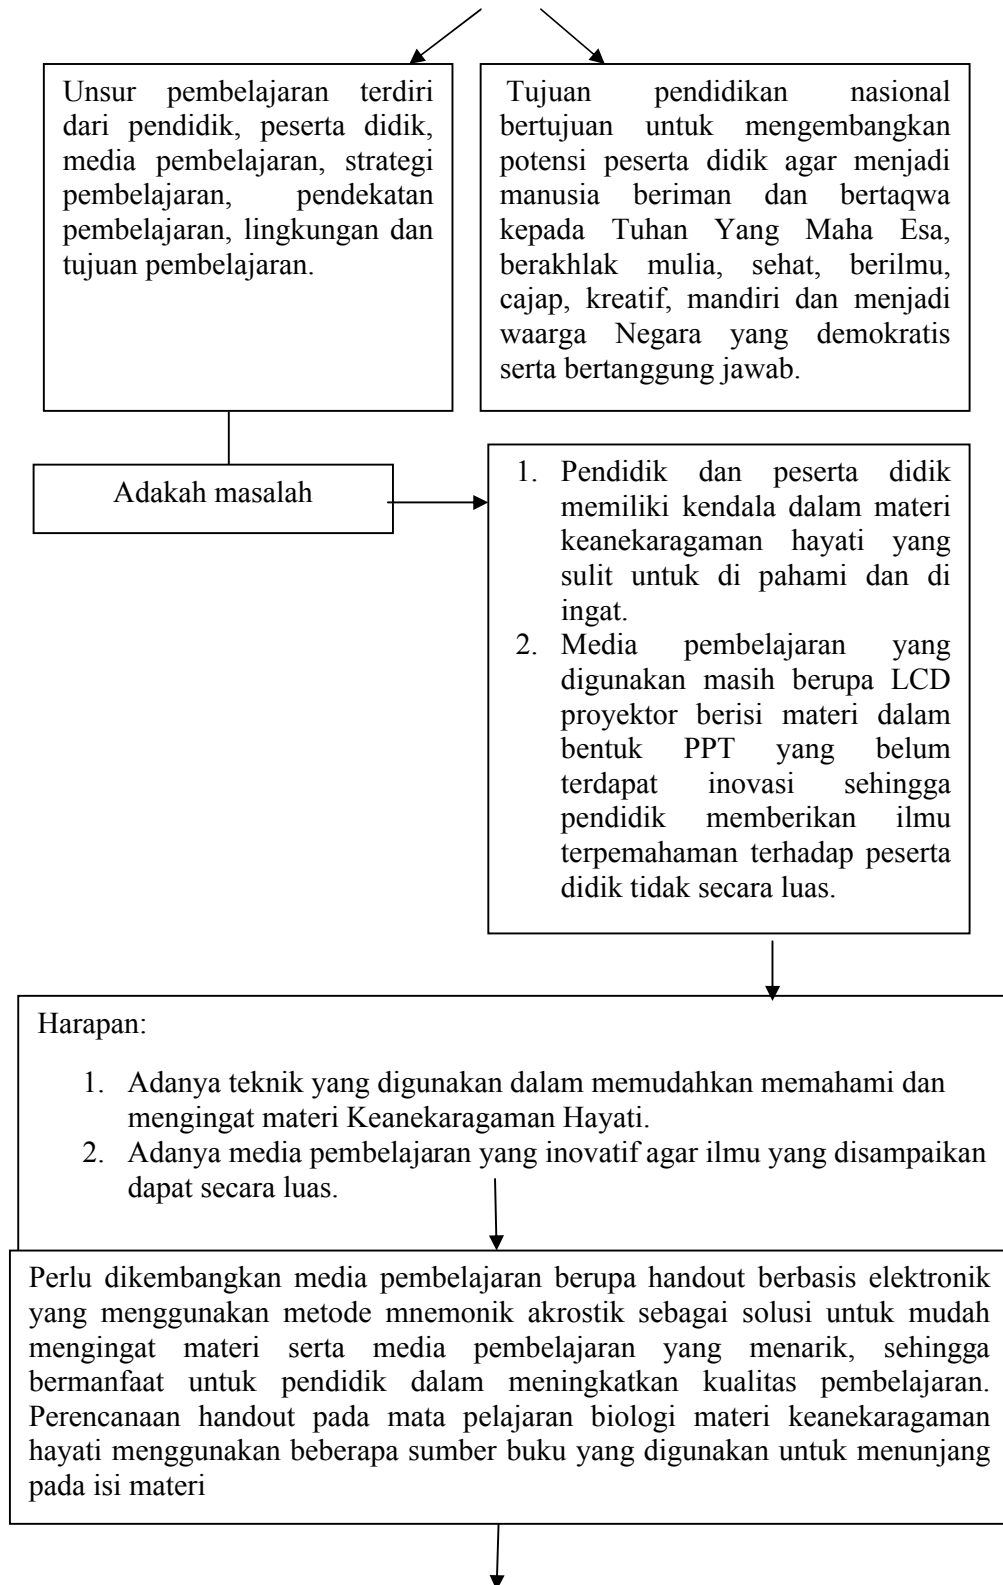 Unsur pembelajaran terdiri
dari pendidik, peserta didik,
media pembelajaran, strategi
pembelajaran, pendekatan
pembelajaran, lingkungan dan
tujuan pembelajaran.
Tujuan pendidikan nasional
bertujuan untuk mengembangkan
potensi peserta didik agar menjadi
manusia beriman dan bertaqwa
kepada Tuhan Yang Maha Esa,
berakhlak mulia, sehat, berilmu,
cajap, kreatif, mandiri dan menjadi
waarga Negara yang demokratis
serta bertanggung jawab.
Adakah masalah
1. Pendidik dan peserta didik
memiliki kendala dalam materi
keanekaragaman hayati yang
sulit untuk di pahami dan di
ingat.
2. Media pembelajaran yang
digunakan masih berupa LCD
proyektor berisi materi dalam
bentuk PPT yang belum
terdapat inovasi sehingga
pendidik memberikan ilmu
terpemahaman terhadap peserta
didik tidak secara luas.
Harapan:
1. Adanya teknik yang digunakan dalam memudahkan memahami dan
mengingat materi Keanekaragaman Hayati.
2. Adanya media pembelajaran yang inovatif agar ilmu yang disampaikan
dapat secara luas.
Perlu dikembangkan media pembelajaran berupa handout berbasis elektronik
yang menggunakan metode mnemonik akrostik sebagai solusi untuk mudah
mengingat materi serta media pembelajaran yang menarik, sehingga
bermanfaat untuk pendidik dalam meningkatkan kualitas pembelajaran.
Perencanaan handout pada mata pelajaran biologi materi keanekaragaman
hayati menggunakan beberapa sumber buku yang digunakan untuk menunjang
pada isi materi